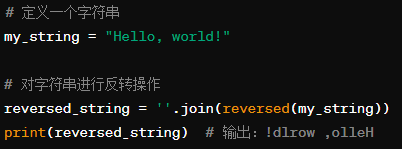 # 定义一个字符串
my_string = "Hello, world!"
# 对字符串进行反转操作
reversed_string = ''.join(reversed(my_string))
print(reversed_string)  # 输出：!dlrow ,olleH